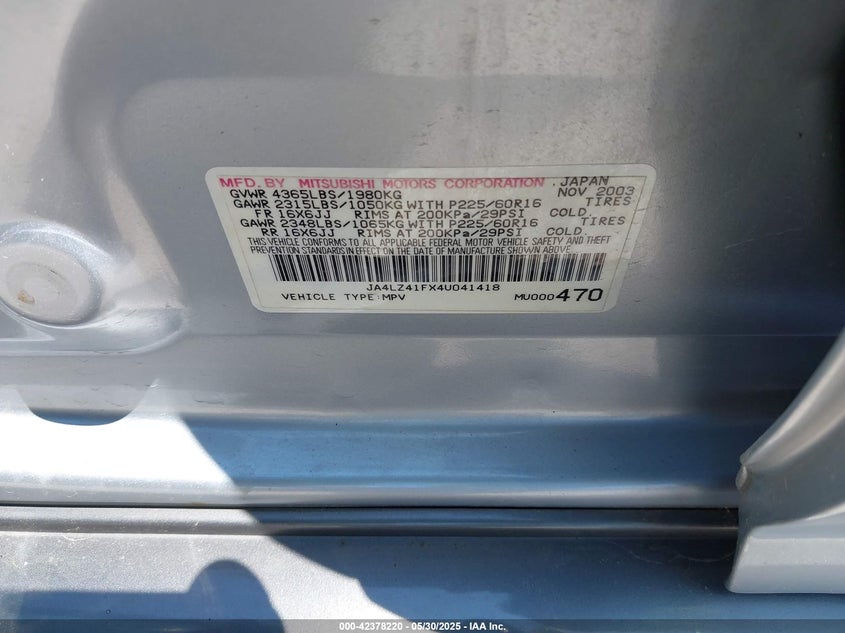 MFD. BY MITSUBISHI MOTORS CORPORATION JAPAN
GVWR 4365LBS/1980KG NOV 2003
GAWR 2315LBS/1050KG WITH P225/60R16 TIRES
FR 16X6JJ RIMS AT 200KPa/29PSI COLD.
GAWR 2348LBS/1065KG WITH P225/60R16 TIRES
RR 16X6JJ RIMS AT 200KPa/29PSI COLD.
THIS VEHICLE CONFORMS TO ALL APPLICABLE FEDERAL MOTOR VEHICLE SAFETY AND THEFT
PREVENTION STANDARDS IN EFFECT ON THE DATE OF MANUFACTURE SHOWN ABOVE.
JA4LZ41FX4U041418
VEHICLE TYPE:MPV MU000470
000-42378220 - 05/30/2025 - IAA Inc.